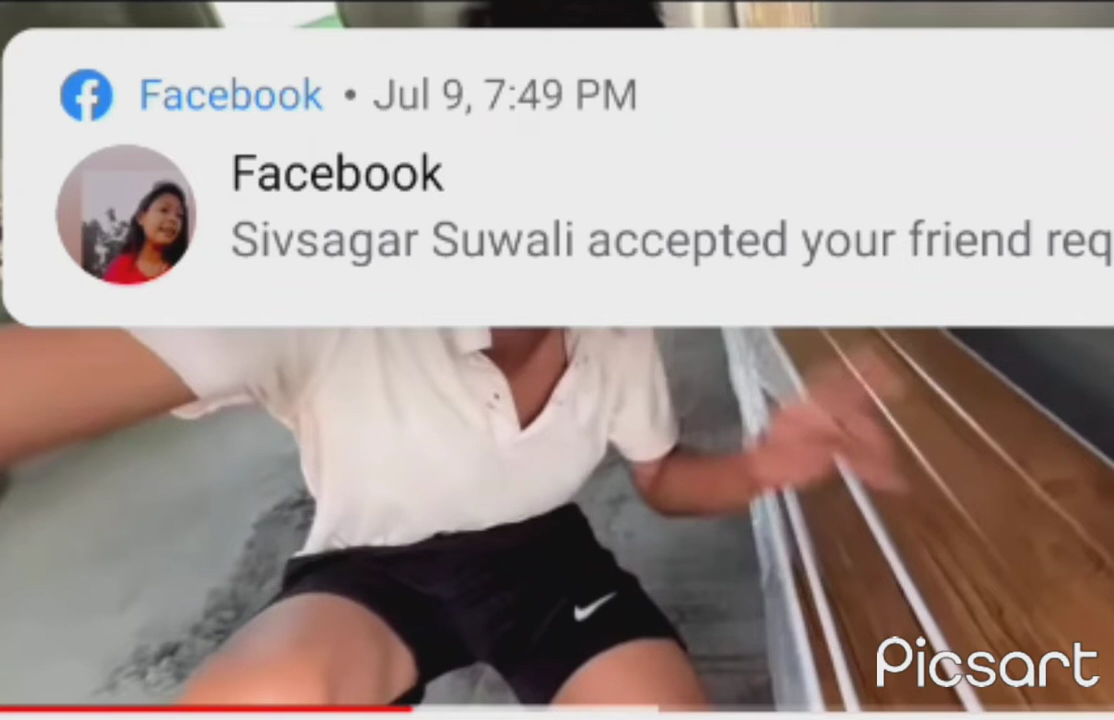 Facebook • Jul 9, 7:49 PM
Facebook
Sivsagar Suwali accepted your friend req
Picsart